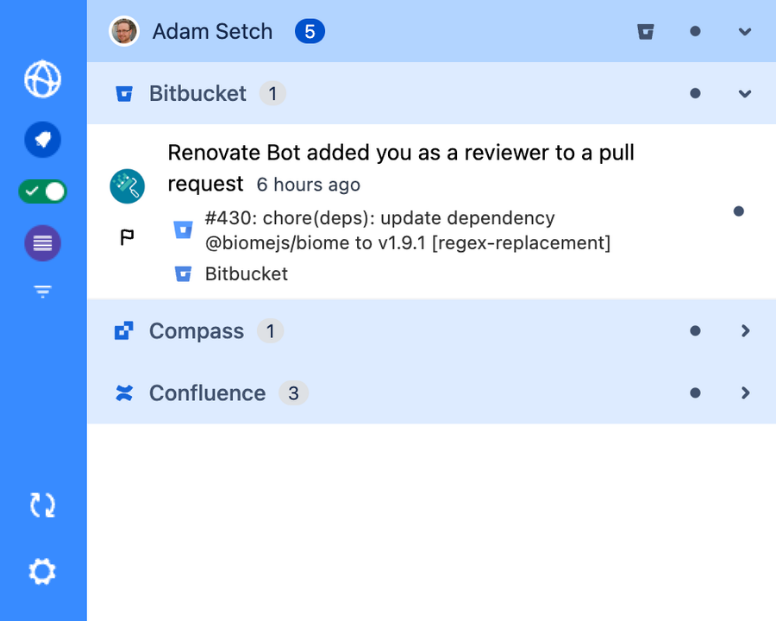 Adam Setch 5
Bitbucket 1
Renovate Bot added you as a reviewer to a pull
request 6 hours ago
#430: chore(deps): update dependency
@biomejs/biome to v1.9.1 [regex-replacement]
Bitbucket
Compass 1
Confluence 3